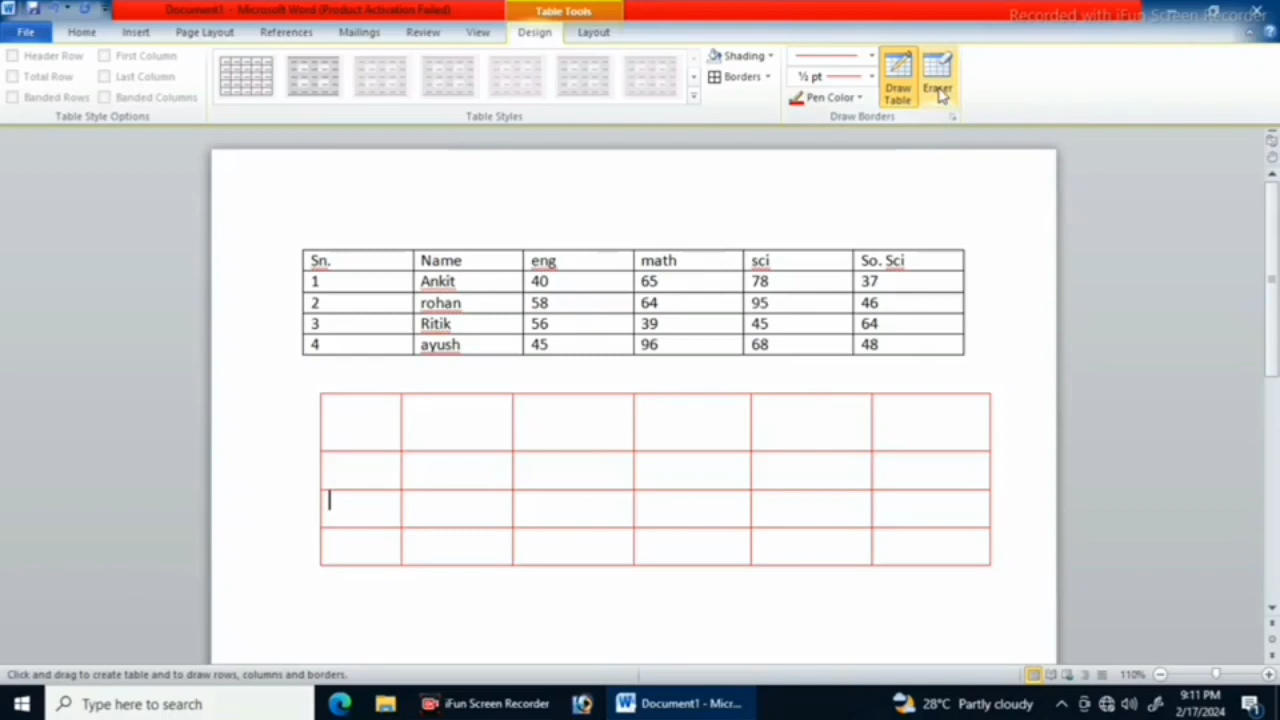 Document1 - Microsoft Word (Product Activation Failed)
Table Tools
Recorded with iFun Screen Recorder
File Home Insert Page Layout References Mailings Review View Design Layout
Header Row First Column
Total Row Last Column
Banded Rows Banded Columns
Table Style Options
Table Styles
Shading
Borders
½ pt
Pen Color
Draw Table
Eraser
Draw Borders
Sn. Name eng math sci So. Sci
1 Ankit 40 65 78 37
2 rohan 58 64 95 46
3 Ritik 56 39 45 64
4 ayush 45 96 68 48
Click and drag to create table and to draw rows, columns and borders.
110%
Type here to search
iFun Screen Recorder
Document1 - Micr...
28°C Partly cloudy
9:11 PM
2/17/2024
1